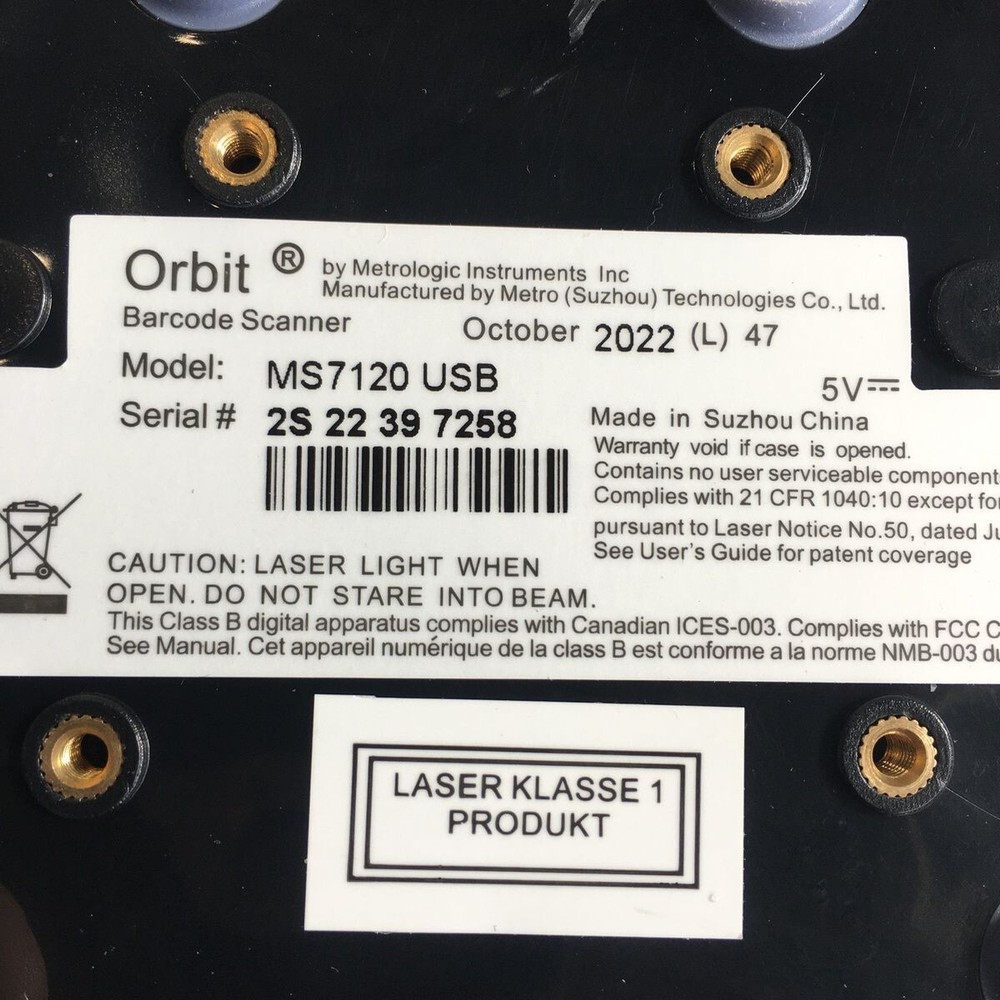 Orbit ® by Metrologic Instruments Inc
Manufactured by Metro (Suzhou) Technologies Co., Ltd.
Barcode Scanner October 2022 (L) 47
Model: MS7120 USB
5V
Serial # 2S 22 39 7258
Made in Suzhou China
Warranty void if case is opened.
Contains no user serviceable component
Complies with 21 CFR 1040:10 except for
pursuant to Laser Notice No.50, dated
See User's Guide for patent coverage
CAUTION: LASER LIGHT WHEN
OPEN. DO NOT STARE INTO BEAM.
This Class B digital apparatus complies with Canadian ICES-003. Complies with FCC
See Manual. Cet appareil numérique de la class B est conforme a la norme NMB-003
LASER KLASSE 1
PRODUKT